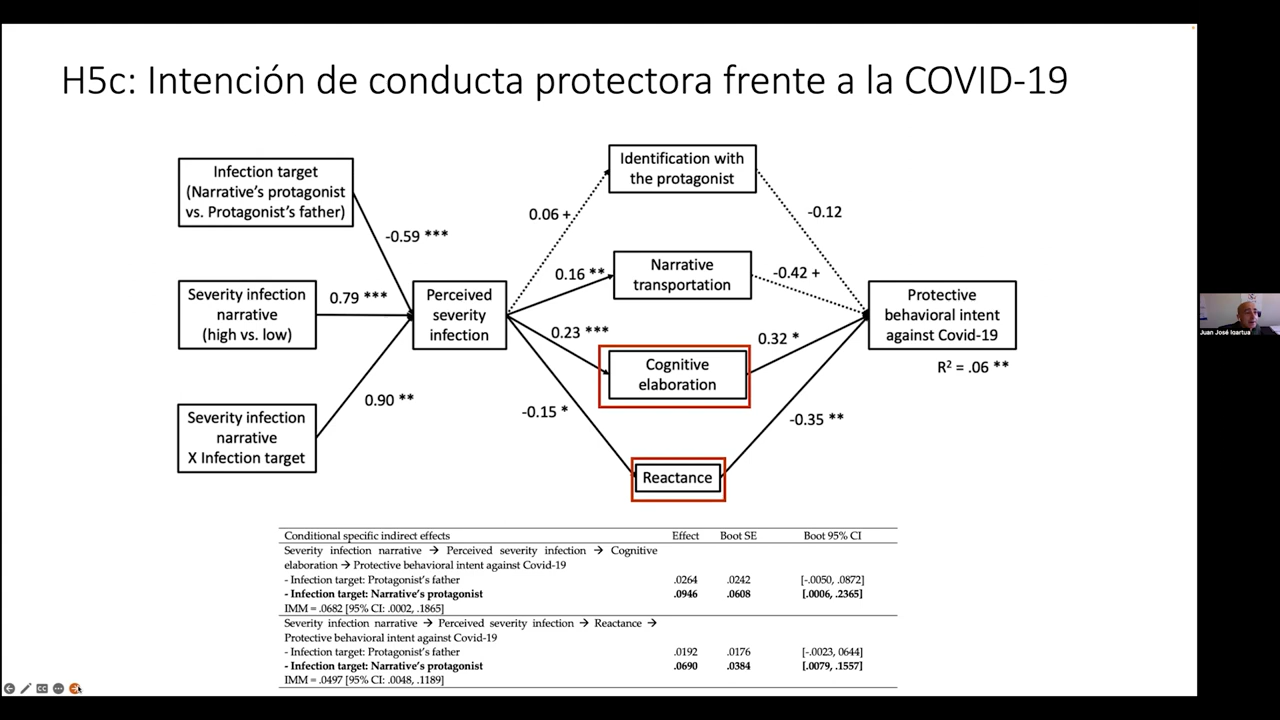 H5c: Intención de conducta protectora frente a la COVID-19
Infection target
(Narrative's protagonist
vs. Protagonist's father)
Severity infection
narrative
(high vs. low)
Severity infection
narrative
X Infection target
-0.59 ***
0.79 ***
0.90 **
Perceived
severity
infection
0.06 +
0.16 **
0.23 ***
-0.15 *
Identification with
the protagonist
Narrative
transportation
Cognitive
elaboration
Reactance
-0.12
-0.42 +
0.32 *
-0.35 **
Protective
behavioral intent
against Covid-19
R² = .06 **
Juan José Igartua
Conditional specific indirect effects Effect Boot SE Boot 95% CI
Severity infection narrative → Perceived severity infection → Cognitive
elaboration → Protective behavioral intent against Covid-19
- Infection target: Protagonist's father .0264 .0242 [-.0050, .0872]
- Infection target: Narrative's protagonist .0946 .0608 [.0006, .2365]
IMM = .0682 [95% CI: .0002, .1865]
Severity infection narrative → Perceived severity infection → Reactance →
Protective behavioral intent against Covid-19
- Infection target: Protagonist's father .0192 .0176 [-.0023, 0644]
- Infection target: Narrative's protagonist .0690 .0384 [.0079, .1557]
IMM = .0497 [95% CI: .0048, .1189]